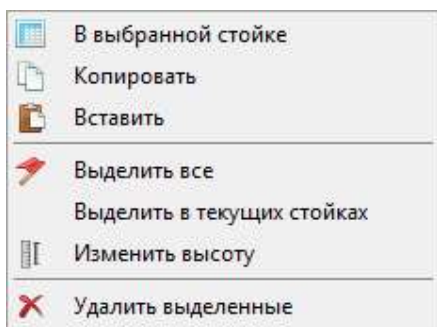 В выбранной стойке
Копировать
Вставить
Выделить все
Выделить в текущих стойках
Изменить высоту
Удалить выделенные